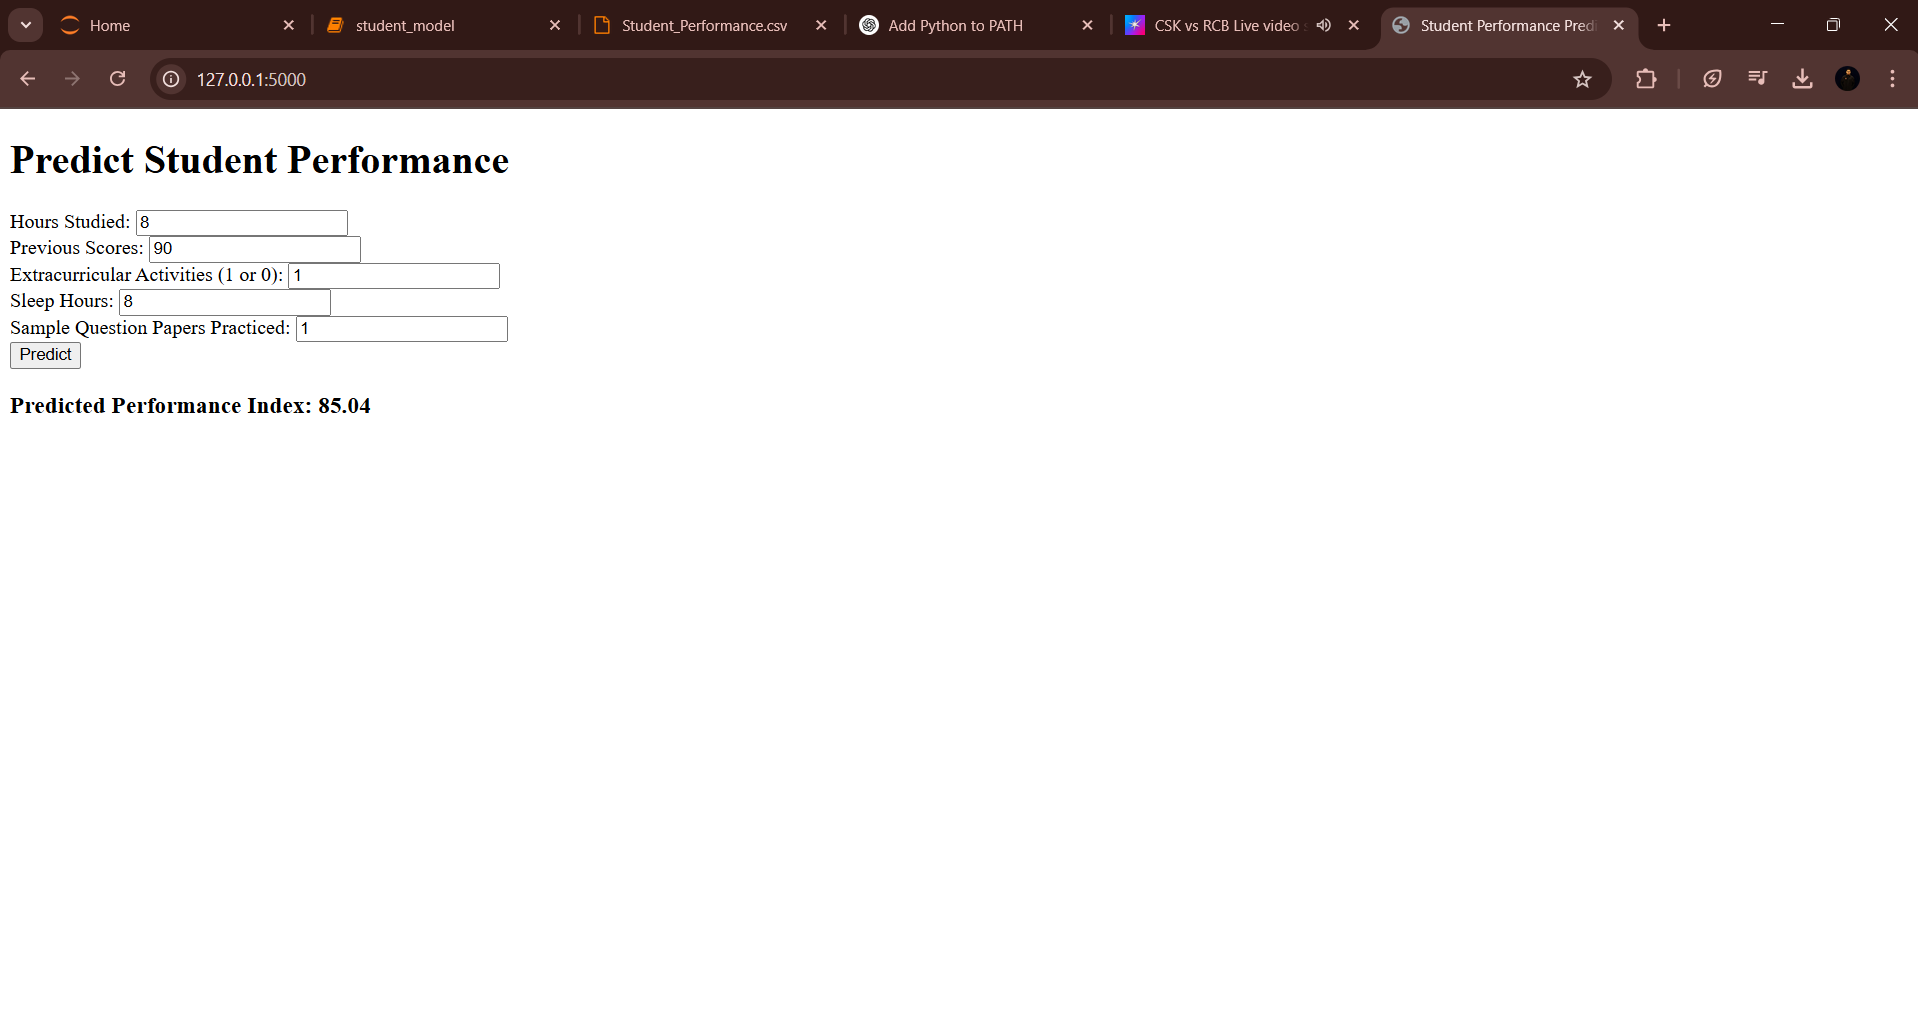 Home
student_model
Student_Performance.csv
Add Python to PATH
CSK vs RCB Live video
Student Performance Pred
127.0.0.1:5000
Predict Student Performance
Hours Studied: 8
Previous Scores: 90
Extracurricular Activities (1 or 0): 1
Sleep Hours: 8
Sample Question Papers Practiced: 1
Predict
Predicted Performance Index: 85.04